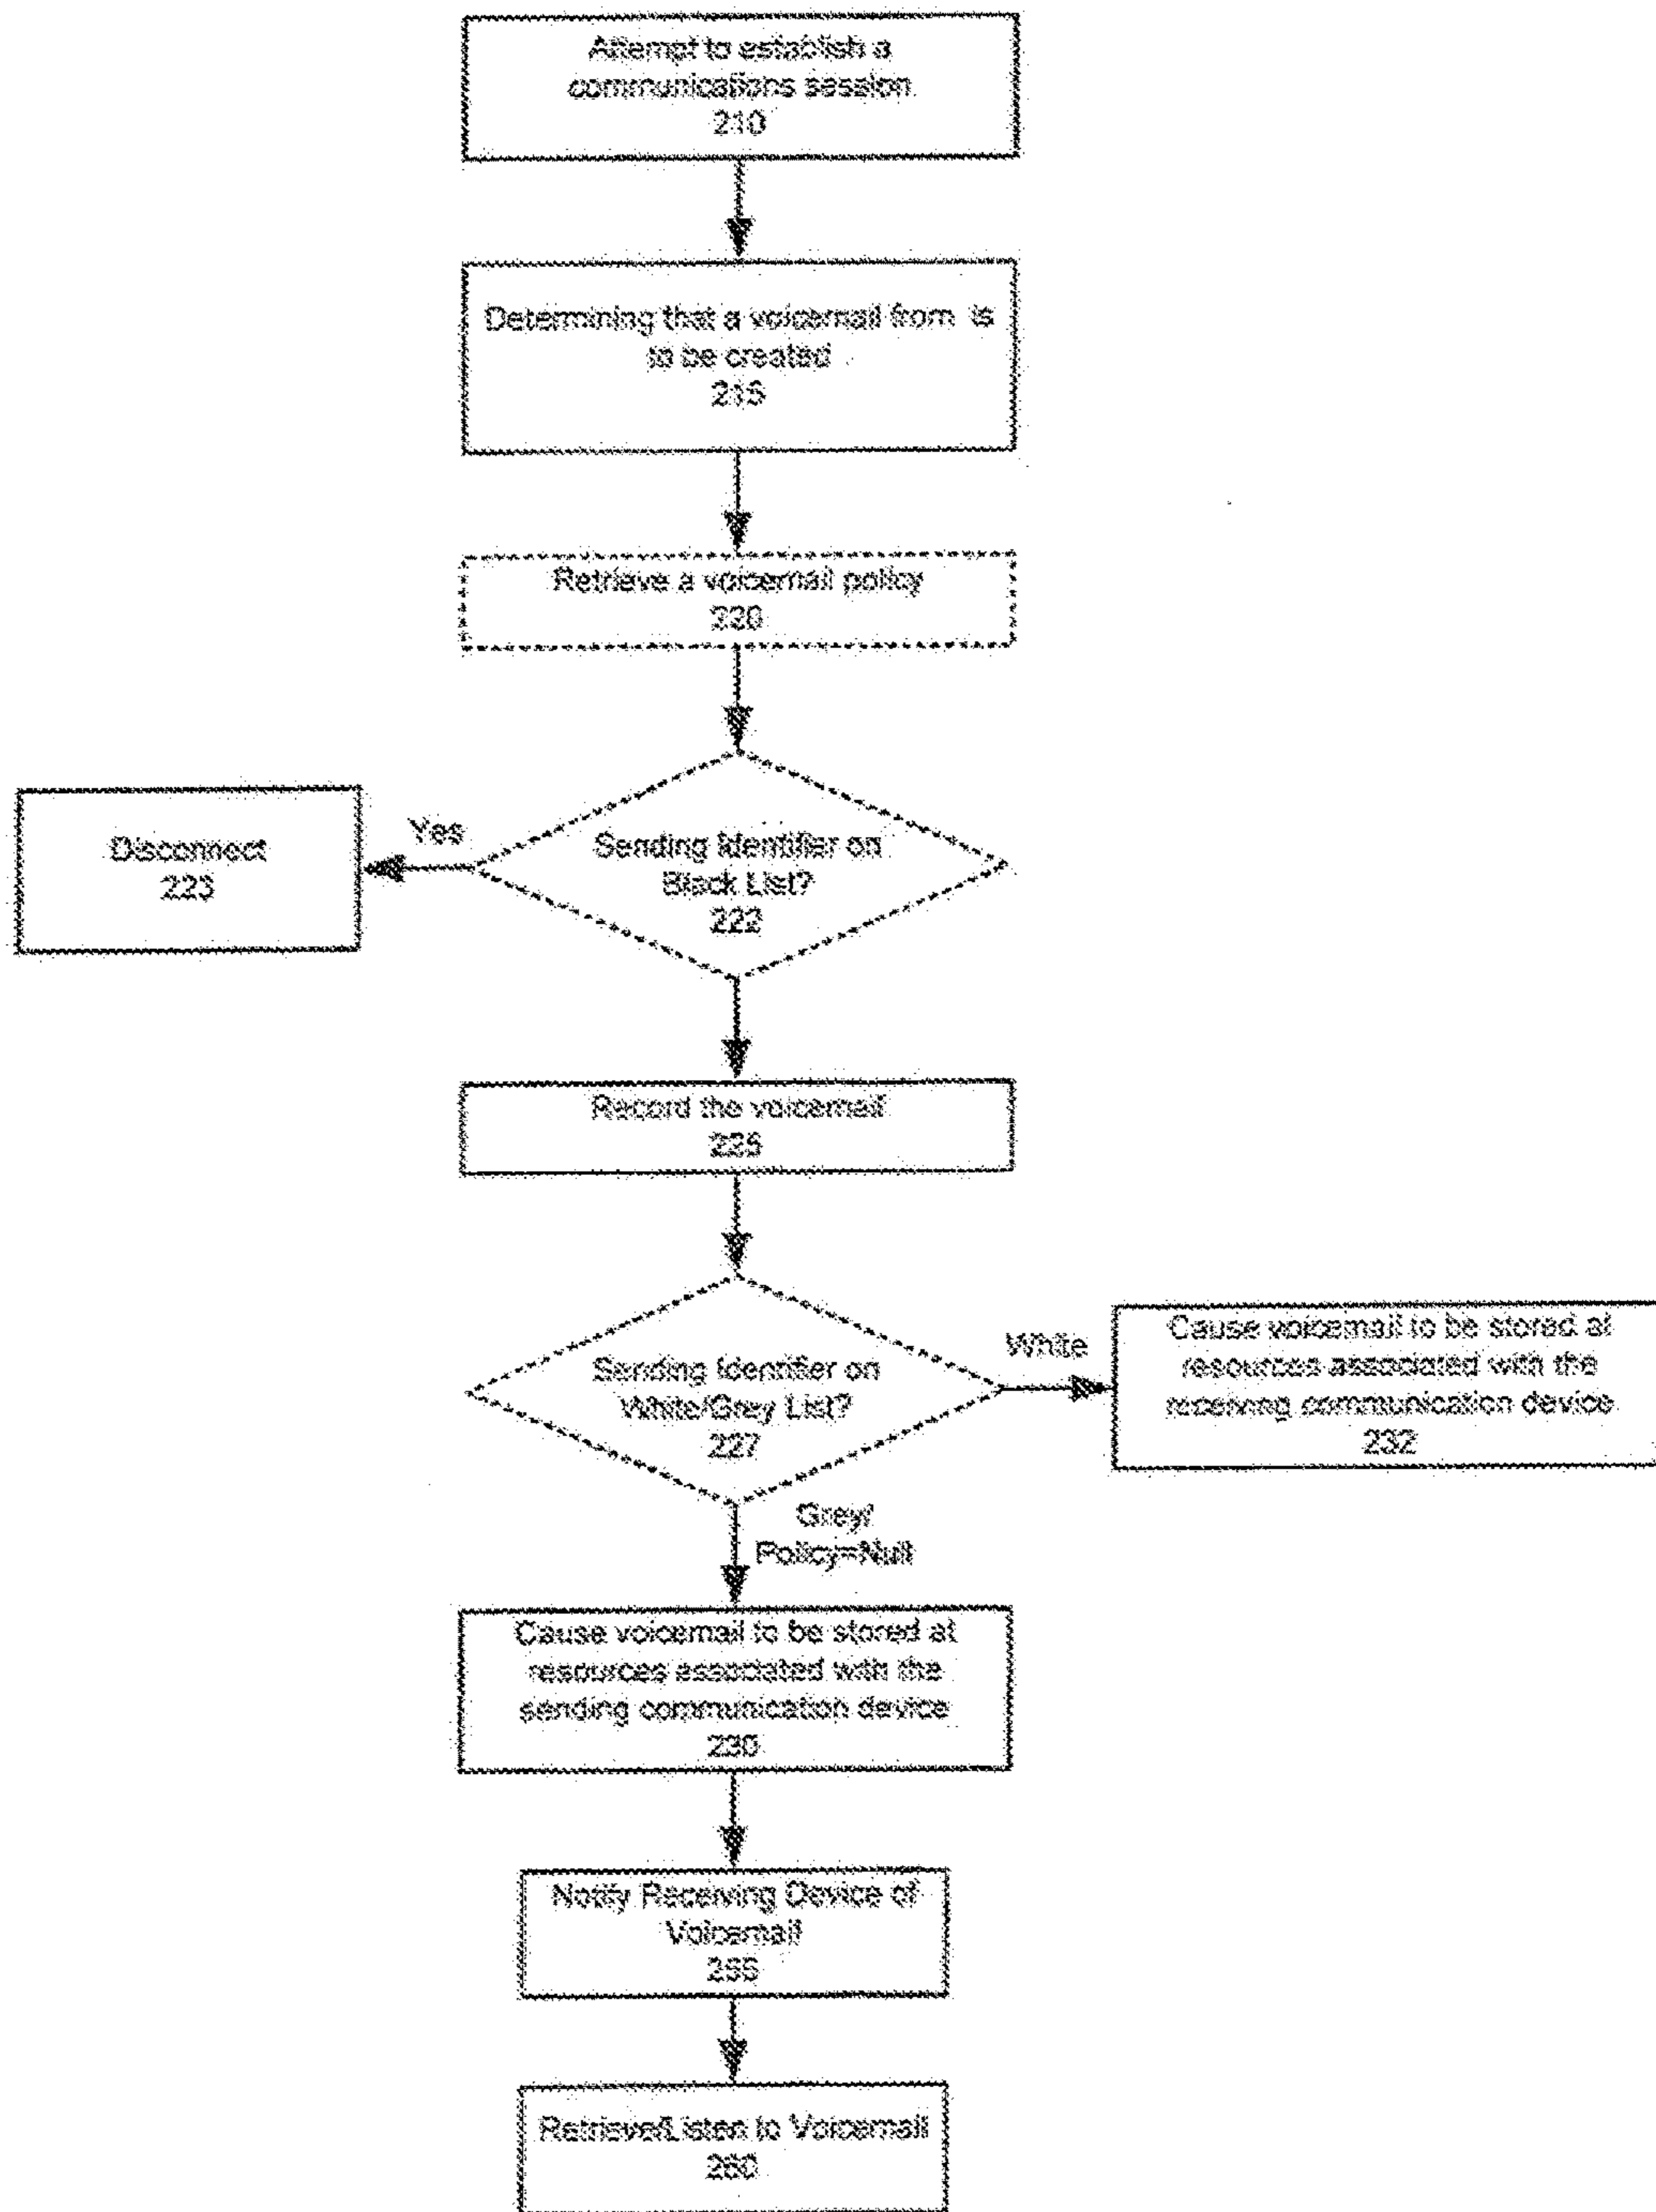 Attempt to establish a
communications session
210
Determining that a voicemail from is
to be created
215
Retrieve a voicemail policy
220
Sending Identifier on
Black List?
222
Yes
Disconnect
223
Record the voicemail
225
Sending Identifier on
White/Grey List?
227
White
Cause voicemail to be stored at
resources associated with the
receiving communication device
232
Grey/
Policy=Null
Cause voicemail to be stored at
resources associated with the
sending communication device
230
Notify Receiving Device of
Voicemail
Retrieve/Listen to Voicemail
260